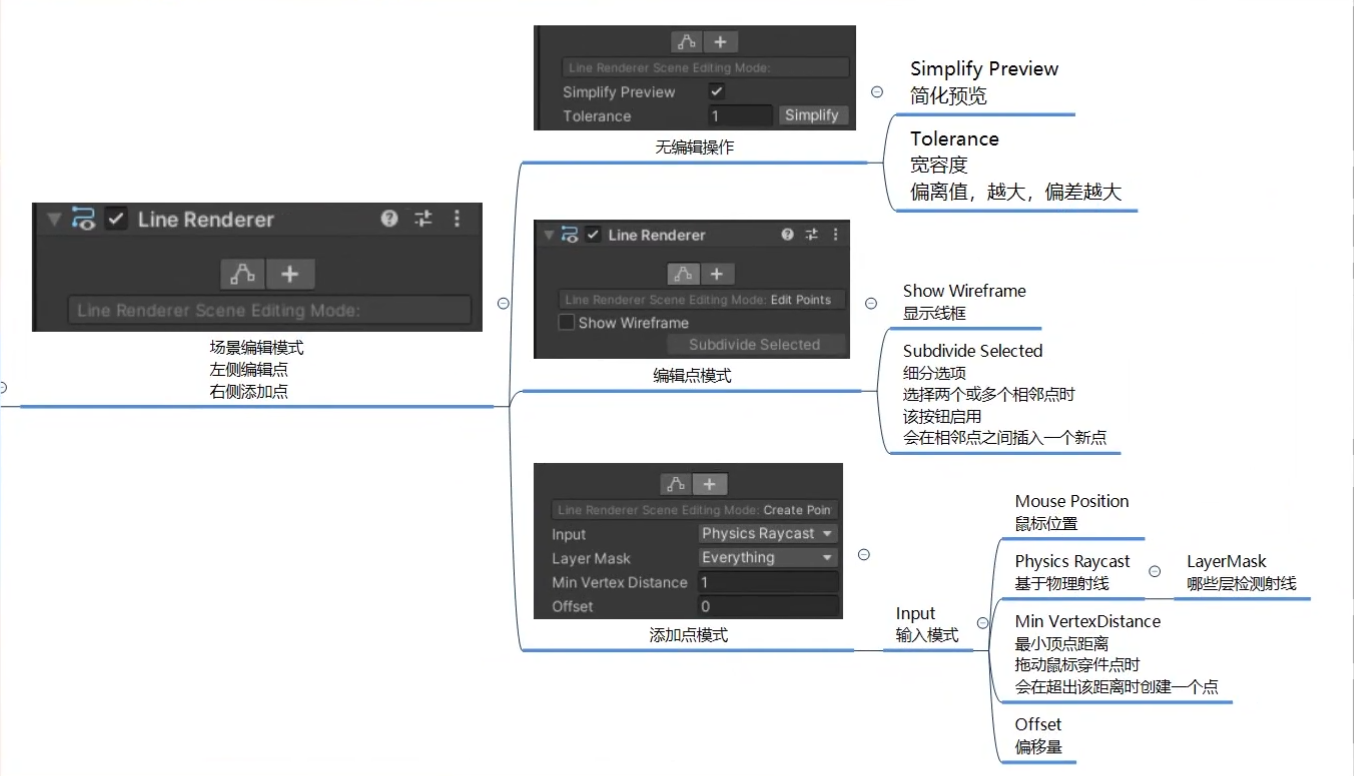 Line Renderer
Line Renderer Scene Editing Mode:
场景编辑模式
左侧编辑点
右侧添加点
Line Renderer Scene Editing Mode:
Simplify Preview
Tolerance 1 Simplify
无编辑操作
Simplify Preview
简化预览
Tolerance
宽容度
偏离值，越大，偏差越大
Line Renderer
Line Renderer Scene Editing Mode: Edit Points
Show Wireframe
Subdivide Selected
编辑点模式
Show Wireframe
显示线框
Subdivide Selected
细分选项
选择两个或多个相邻点时
该按钮启用
会在相邻点之间插入一个新点
Line Renderer Scene Editing Mode: Create Poin
Input Physics Raycast
Layer Mask Everything
Min Vertex Distance 1
Offset 0
添加点模式
Input
输入模式
Mouse Position
鼠标位置
Physics Raycast
基于物理射线
LayerMask
哪些层检测射线
Min VertexDistance
最小顶点距离
拖动鼠标穿件点时
会在超出该距离时创建一个点
Offset
偏移量